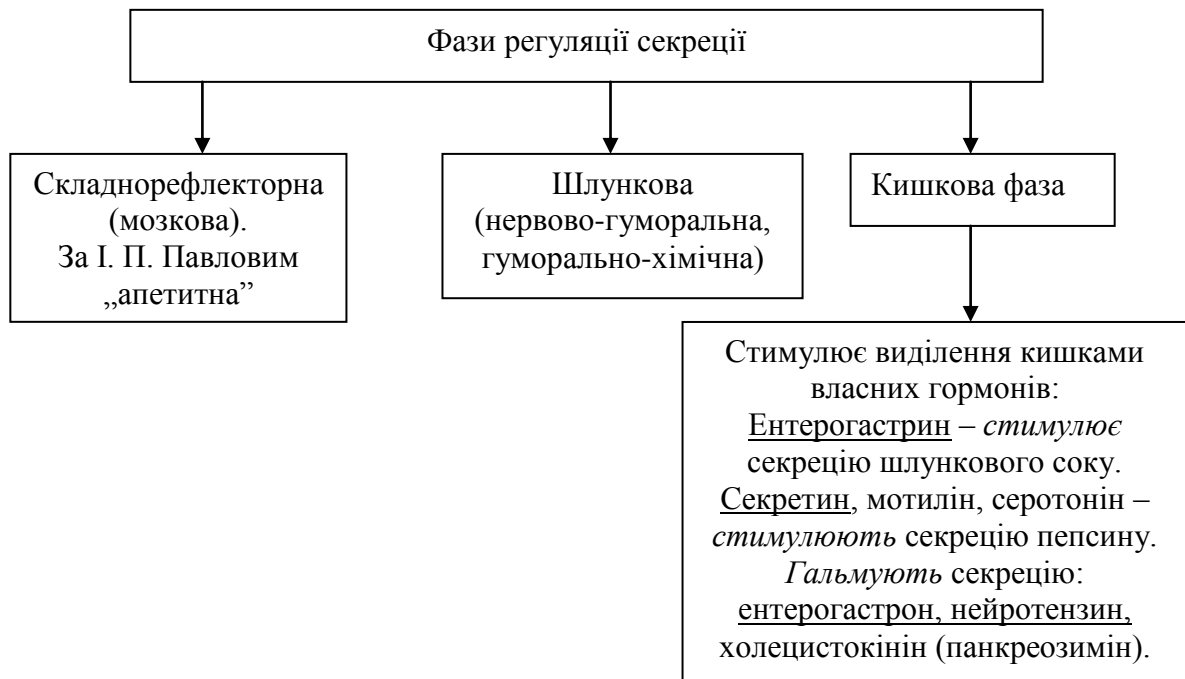 Фази регуляції секреції
Складнорефлекторна
(мозкова).
За І. П. Павловим
„апетитна”
Шлункова
(нервово-гуморальна,
гуморально-хімічна)
Кишкова фаза
Стимулює виділення кишками
власних гормонів:
Ентерогастрин – стимулює
секрецію шлункового соку.
Секретин, мотилін, серотонін –
стимулюють секрецію пепсину.
Гальмують секрецію:
ентерогастрон, нейротензин,
холецистокінін (панкреозимін).